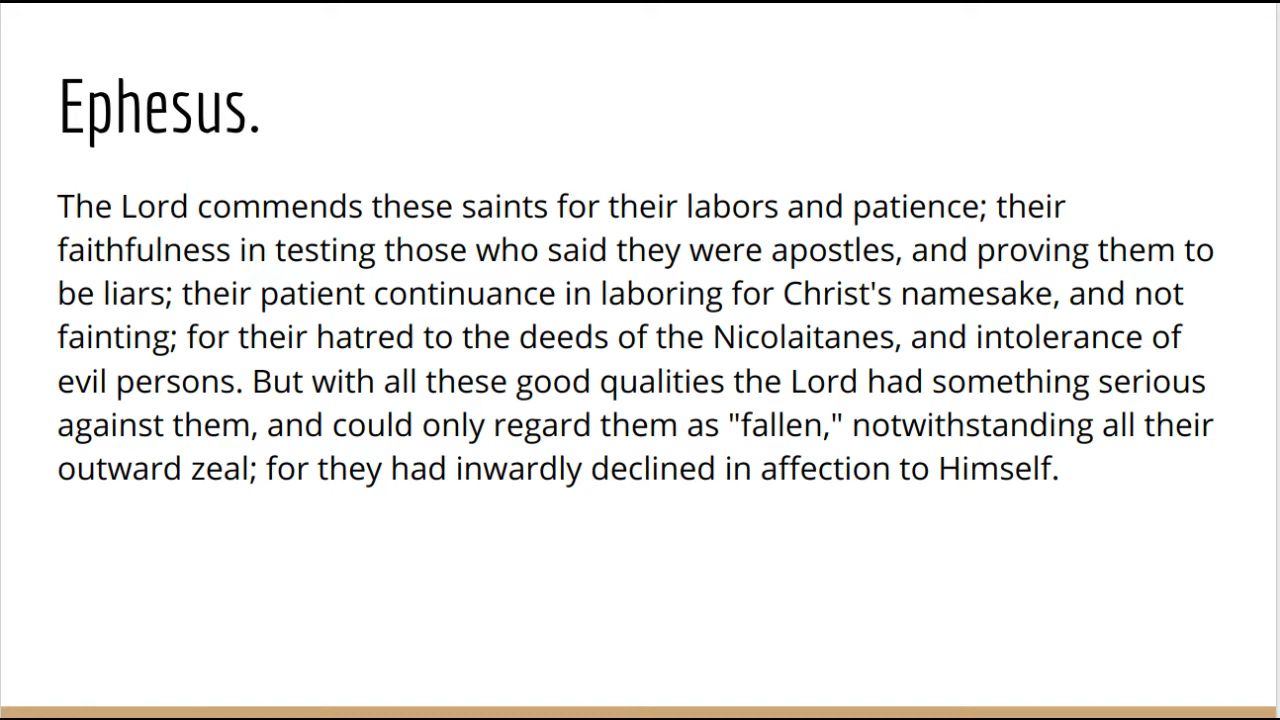 Ephesus.
The Lord commends these saints for their labors and patience; their
faithfulness in testing those who said they were apostles, and proving them to
be liars; their patient continuance in laboring for Christ's namesake, and not
fainting; for their hatred to the deeds of the Nicolaitanes, and intolerance of
evil persons. But with all these good qualities the Lord had something serious
against them, and could only regard them as "fallen," notwithstanding all their
outward zeal; for they had inwardly declined in affection to Himself.